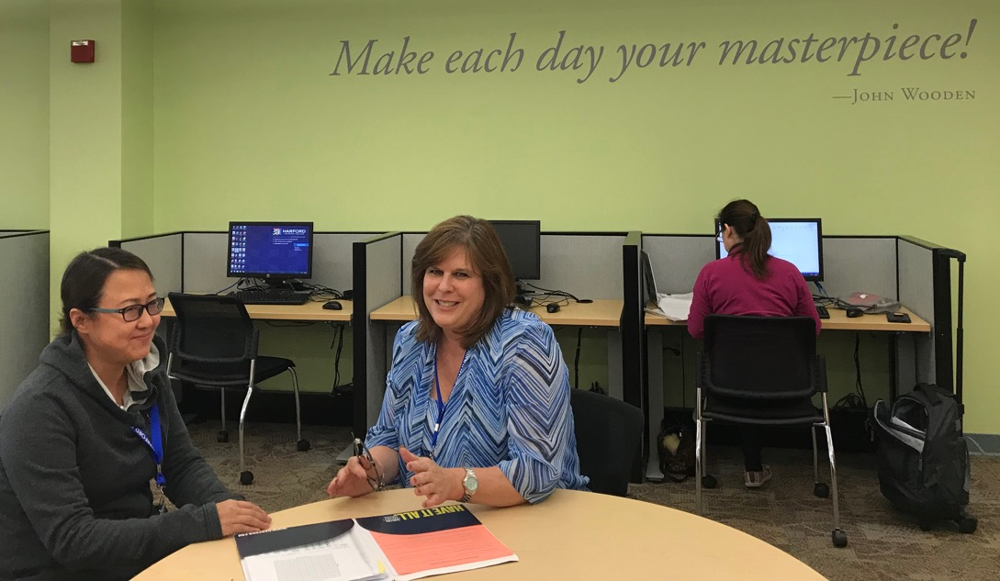 Make each day your masterpiece!
—JOHN WOODEN
HARFORD
HAVE IT ALL